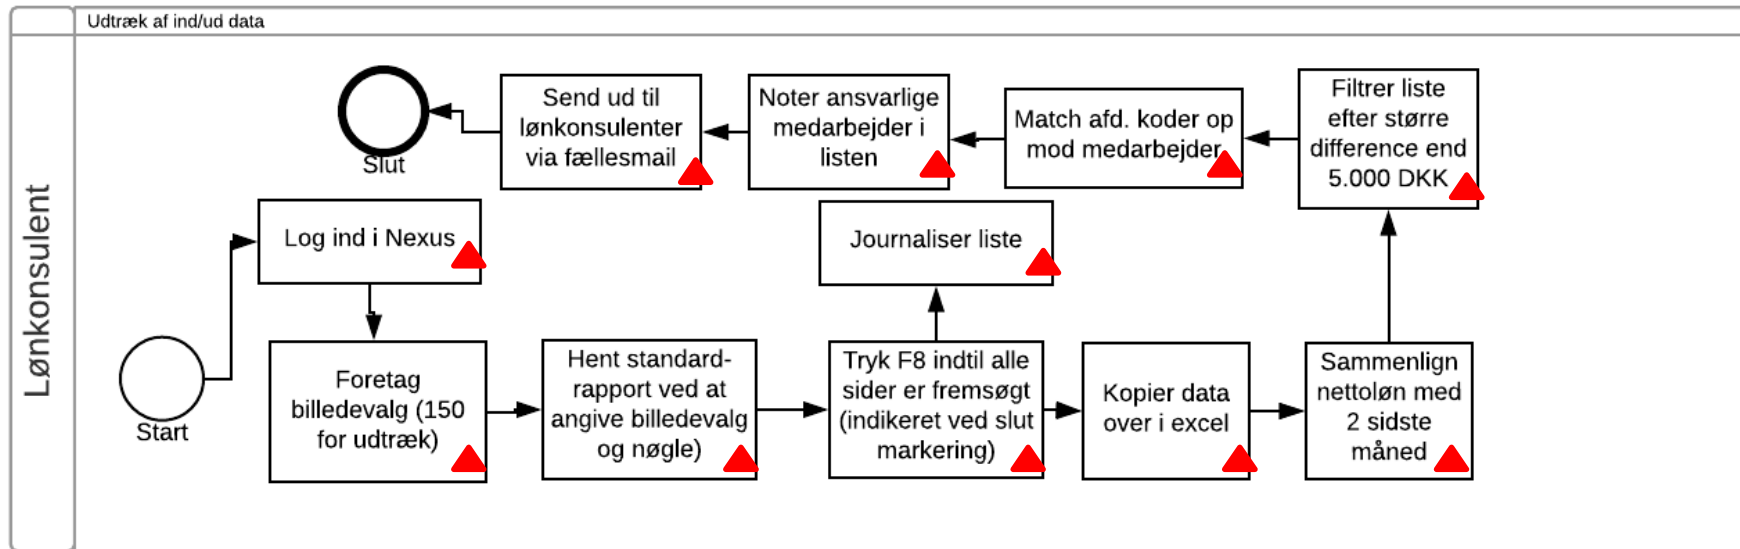 Udtræk af ind/ud data
Lønkonsulent
Slut
Send ud til
lønkonsulenter
via fællesmail
Noter ansvarlige
medarbejder i
listen
Match afd. koder op
mod medarbejder
Filtrer liste
efter større
difference end
5.000 DKK
Log ind i Nexus
Journaliser liste
Start
Foretag
billedevalg (150
for udtræk)
Hent standard-
rapport ved at
angive billedevalg
og nøgle)
Tryk F8 indtil alle
sider er fremsøgt
(indikeret ved slut
markering)
Kopier data
over i excel
Sammenlign
nettoløn med
2 sidste
måned